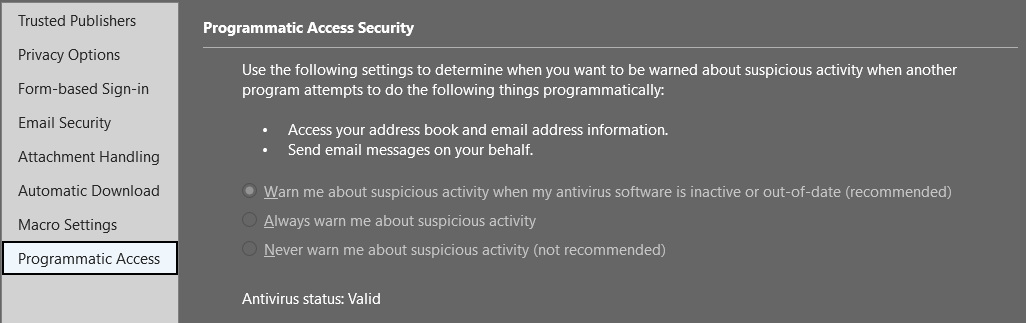 Trusted Publishers
Privacy Options
Form-based Sign-in
Email Security
Attachment Handling
Automatic Download
Macro Settings
Programmatic Access
Programmatic Access Security
Use the following settings to determine when you want to be warned about suspicious activity when another
program attempts to do the following things programmatically:
• Access your address book and email address information.
• Send email messages on your behalf.
Warn me about suspicious activity when my antivirus software is inactive or out-of-date (recommended)
Always warn me about suspicious activity
Never warn me about suspicious activity (not recommended)
Antivirus status: Valid